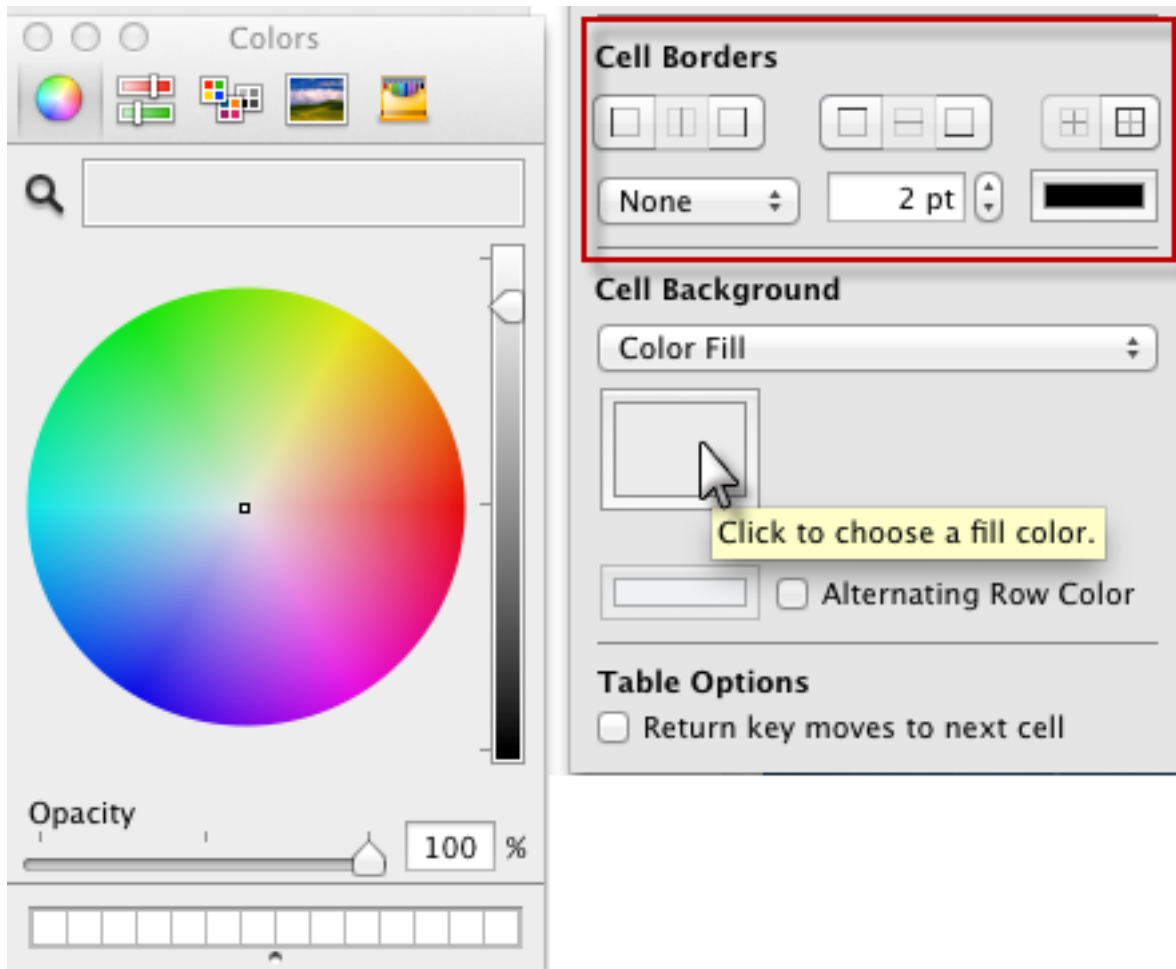 Colors
Opacity
100 %
Cell Borders
None
2 pt
Cell Background
Color Fill
Click to choose a fill color.
Alternating Row Color
Table Options
Return key moves to next cell